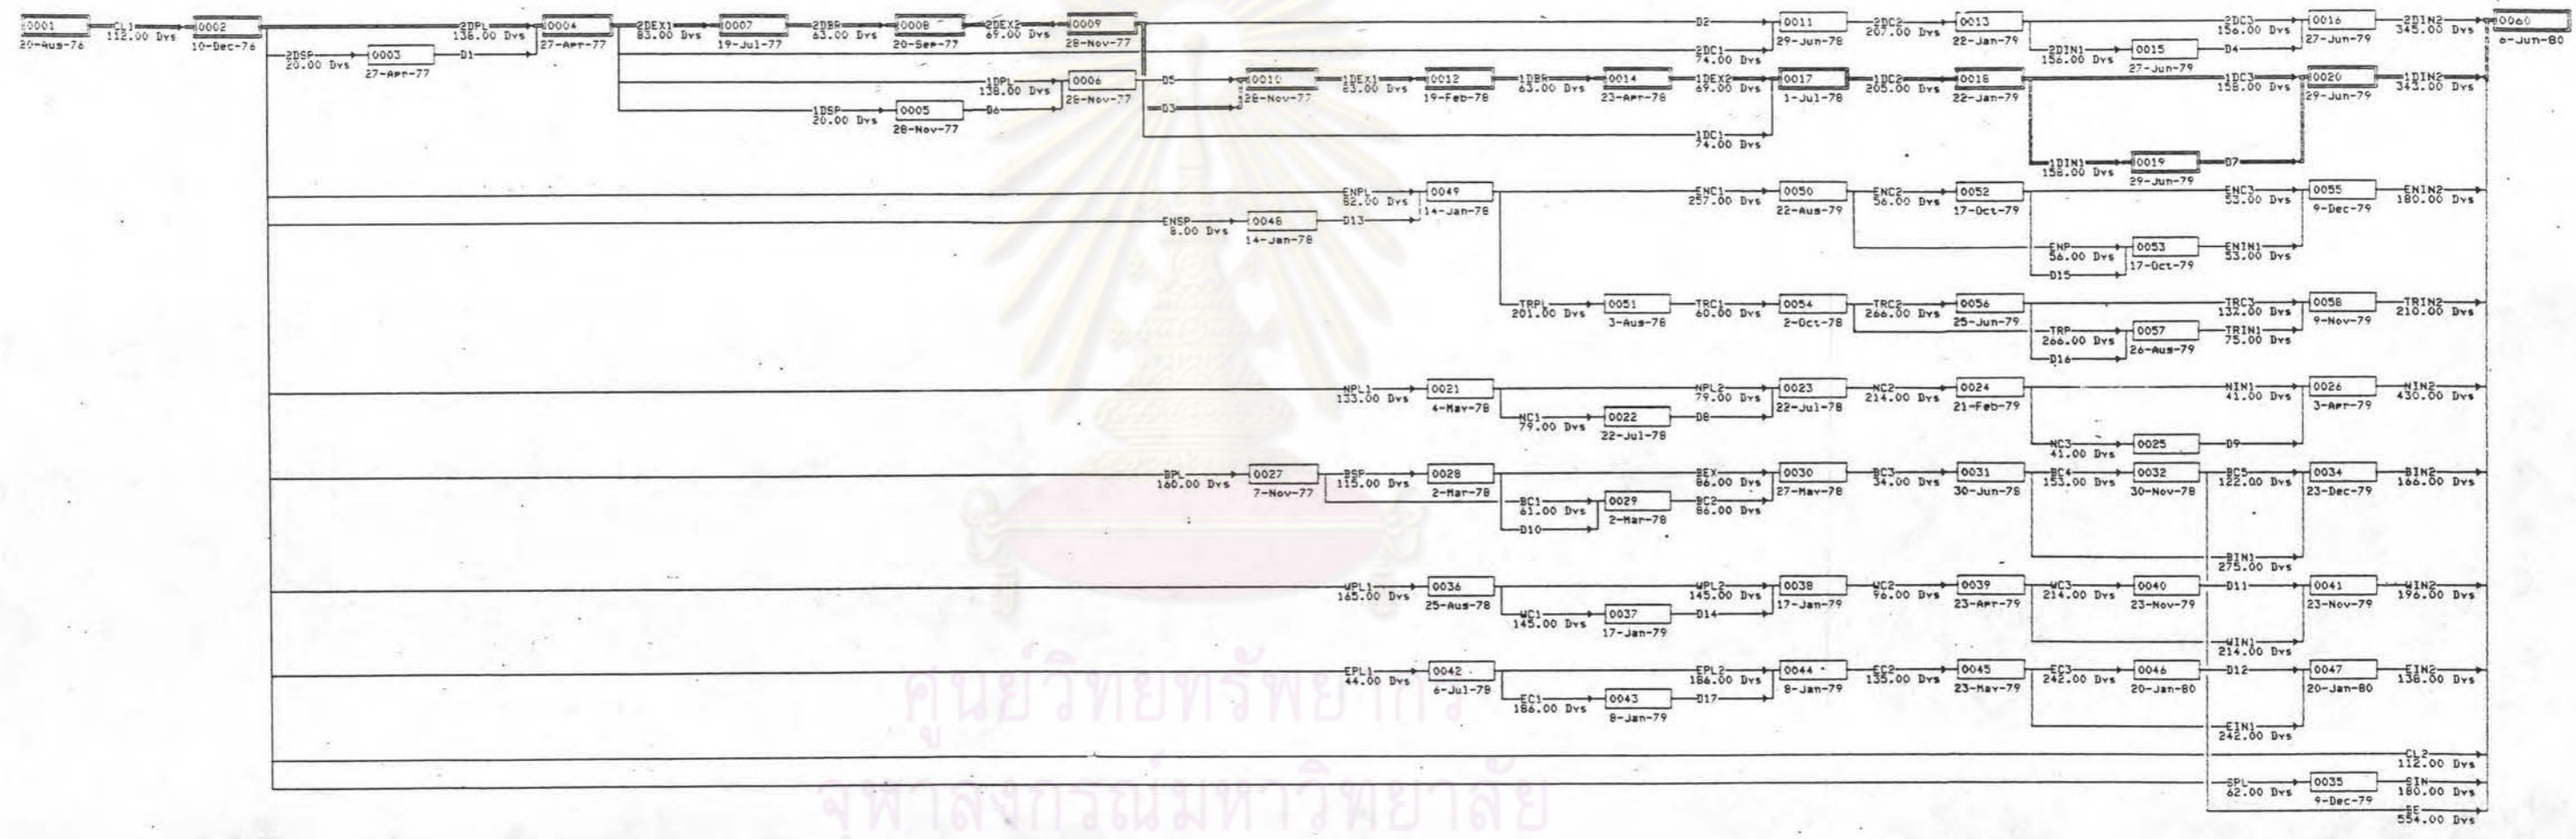 0001
20-Aug-76
CL1
112.00 Dys
0002
10-Dec-76
2DPL
138.00 Dys
2DSP
20.00 Dys
0003
27-Apr-77
D1
0004
27-Apr-77
2DEX1
83.00 Dys
0007
19-Jul-77
2DBR
63.00 Dys
0008
20-Sep-77
2DEX2
69.00 Dys
0009
28-Nov-77
D2
2DC1
74.00 Dys
0011
29-Jun-78
2DC2
207.00 Dys
0013
22-Jan-79
2DC3
156.00 Dys
2DIN1
156.00 Dys
0015
27-Jun-79
D4
0016
27-Jun-79
2DIN2
345.00 Dys
0060
6-Jun-80
1DPL
138.00 Dys
1DSP
20.00 Dys
0005
28-Nov-77
D6
0006
28-Nov-77
D5
D3
0010
28-Nov-77
1DEX1
83.00 Dys
0012
19-Feb-78
1DBR
63.00 Dys
0014
23-Apr-78
1DEX2
69.00 Dys
1DC1
74.00 Dys
0017
1-Jul-78
1DC2
205.00 Dys
0018
22-Jan-79
1DC3
158.00 Dys
1DIN1
158.00 Dys
0019
29-Jun-79
D7
0020
29-Jun-79
1DIN2
343.00 Dys
ENPL
82.00 Dys
ENSP
8.00 Dys
0048
14-Jan-78
D13
0049
14-Jan-78
ENC1
257.00 Dys
0050
22-Aug-79
ENC2
56.00 Dys
0052
17-Oct-79
ENC3
53.00 Dys
0055
9-Dec-79
ENIN2
180.00 Dys
ENP
56.00 Dys
D15
0053
17-Oct-79
ENIN1
53.00 Dys
TRPL
201.00 Dys
0051
3-Aug-78
TRC1
60.00 Dys
0054
2-Oct-78
TRC2
266.00 Dys
0056
25-Jun-79
TRC3
132.00 Dys
0058
9-Nov-79
TRIN2
210.00 Dys
TRP
266.00 Dys
D16
0057
26-Aug-79
TRIN1
75.00 Dys
NPL1
133.00 Dys
0021
4-May-78
NPL2
79.00 Dys
NC1
79.00 Dys
0022
22-Jul-78
D8
0023
22-Jul-78
NC2
214.00 Dys
0024
21-Feb-79
NIN1
41.00 Dys
NC3
41.00 Dys
0025
D9
0026
3-Apr-79
NIN2
430.00 Dys
BPL
160.00 Dys
0027
7-Nov-77
BSP
115.00 Dys
0028
2-Mar-78
BEX
86.00 Dys
BC1
61.00 Dys
D10
0029
2-Mar-78
BC2
86.00 Dys
0030
27-May-78
BC3
34.00 Dys
0031
30-Jun-78
BC4
153.00 Dys
0032
30-Nov-78
BC5
122.00 Dys
0034
23-Dec-79
BIN2
166.00 Dys
BIN1
275.00 Dys
WPL1
165.00 Dys
0036
25-Aug-78
WPL2
145.00 Dys
WC1
145.00 Dys
0037
17-Jan-79
D14
0038
17-Jan-79
WC2
96.00 Dys
0039
23-Apr-79
WC3
214.00 Dys
0040
23-Nov-79
D11
0041
23-Nov-79
WIN2
196.00 Dys
WIN1
214.00 Dys
EPL1
44.00 Dys
0042
6-Jul-78
EPL2
186.00 Dys
EC1
186.00 Dys
0043
8-Jan-79
D17
0044
8-Jan-79
EC2
135.00 Dys
0045
23-May-79
EC3
242.00 Dys
0046
20-Jan-80
D12
0047
20-Jan-80
EIN2
138.00 Dys
EIN1
242.00 Dys
CL2
112.00 Dys
SPL
62.00 Dys
0035
9-Dec-79
SIN
180.00 Dys
BE
554.00 Dys
ศูนย์วิทยทรัพยากร
จุฬาลงกรณ์มหาวิทยาลัย